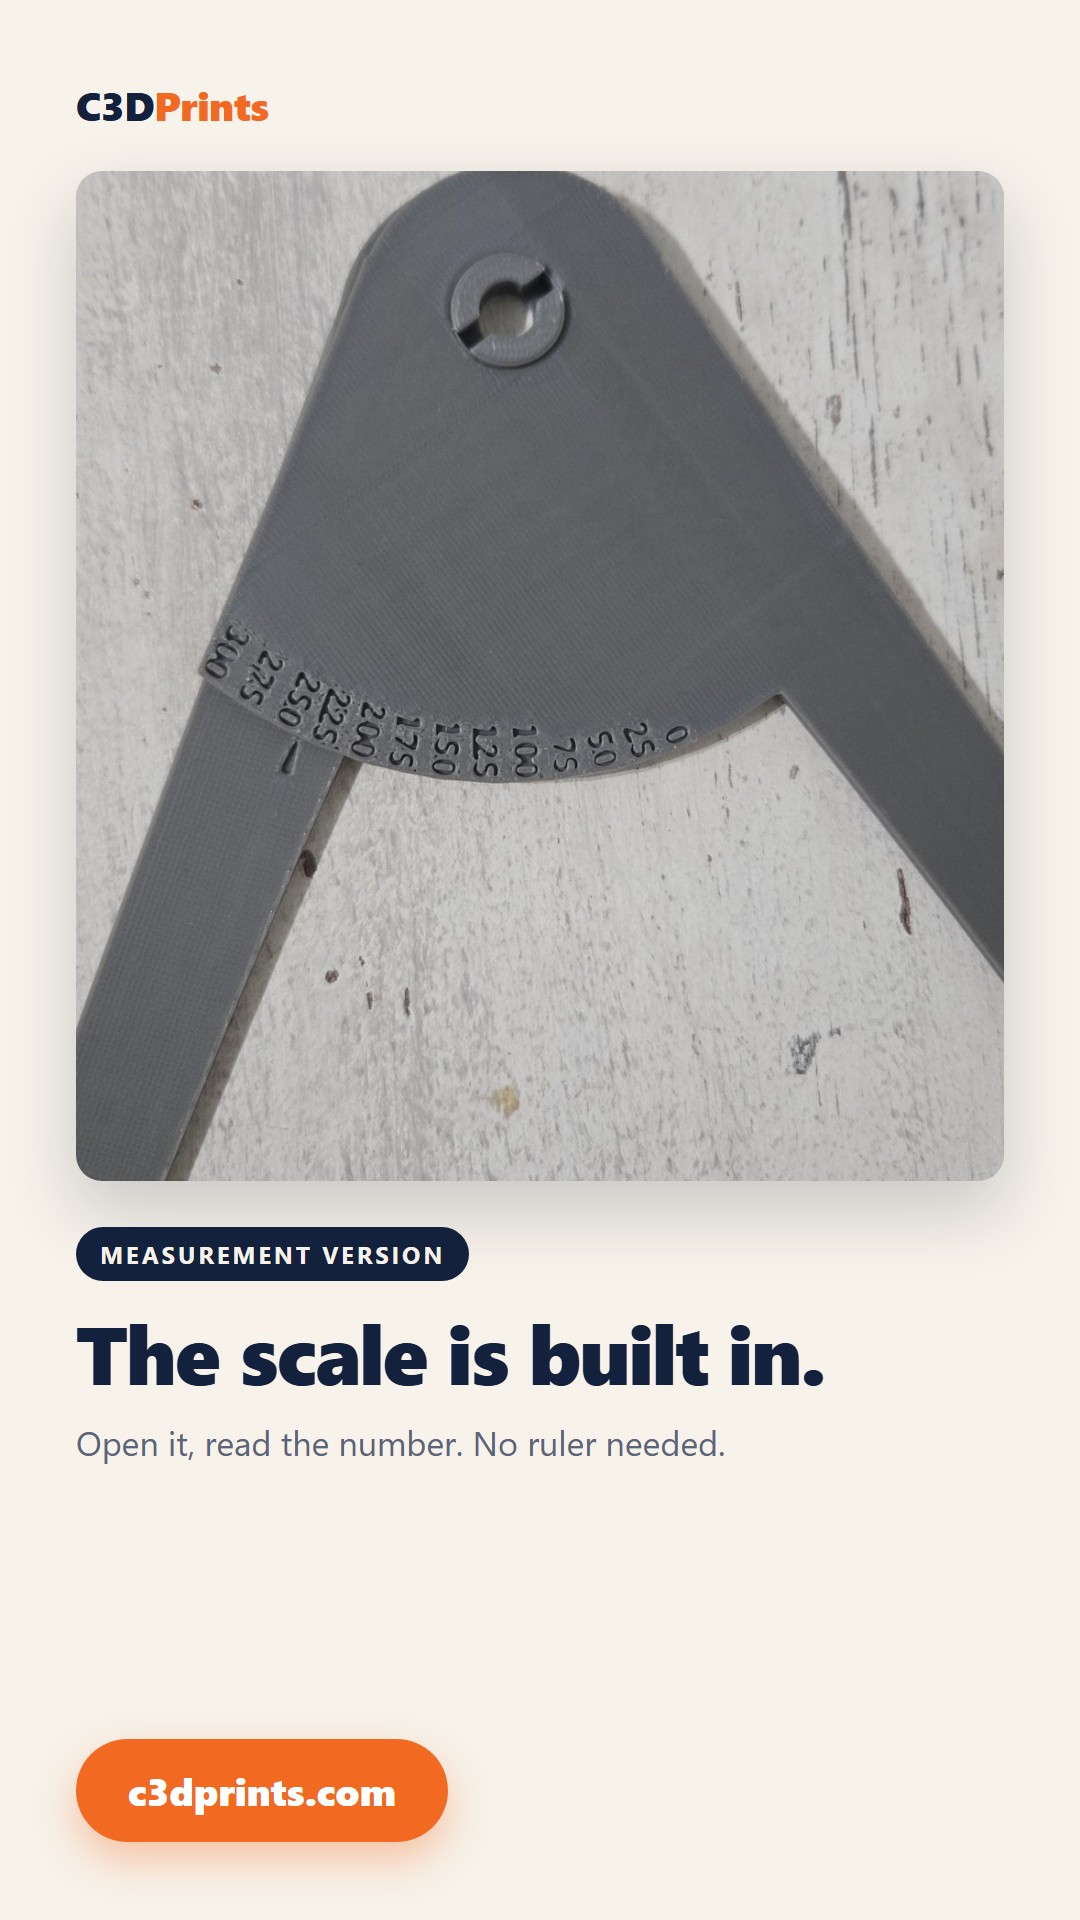 C3DPrints
300 275 250 225 200 175 150 125 100 75 50 25 0
MEASUREMENT VERSION
The scale is built in.
Open it, read the number. No ruler needed.
c3dprints.com